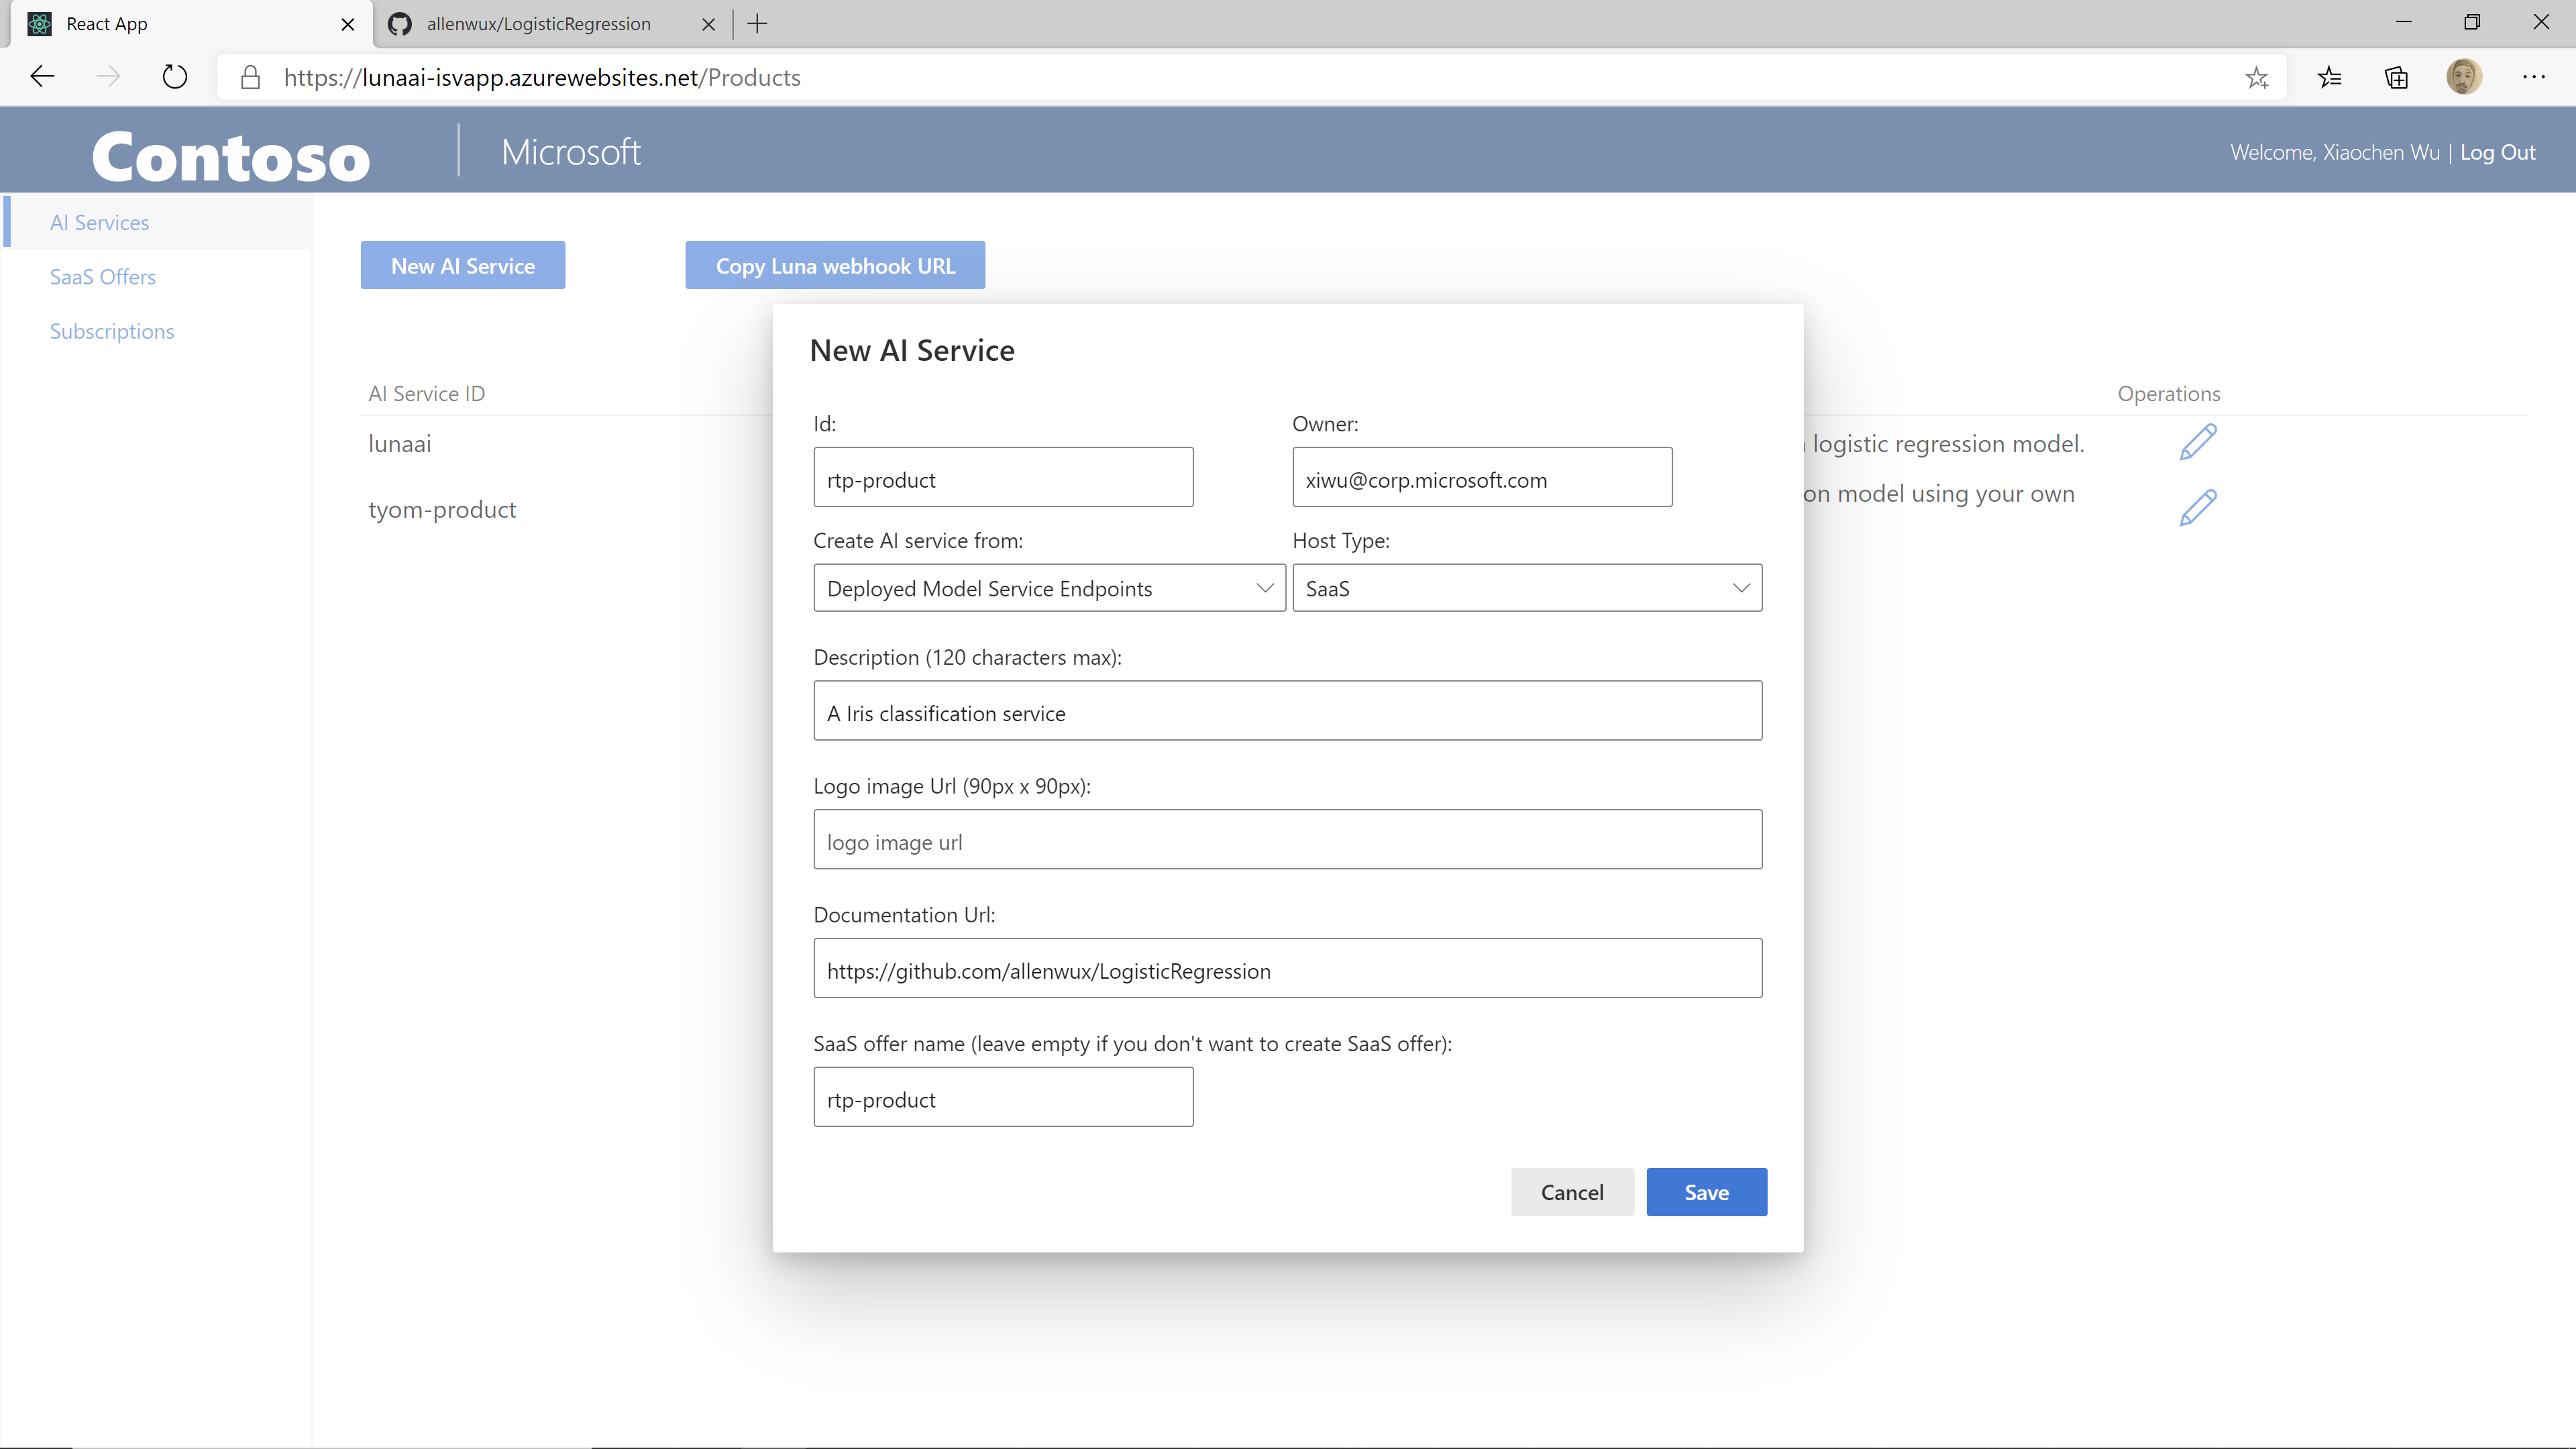 React App
allenwux/LogisticRegression
https://lunaai-isvapp.azurewebsites.net/Products
Contoso
Microsoft
Welcome, Xiaochen Wu | Log Out
AI Services
SaaS Offers
Subscriptions
New AI Service
Copy Luna webhook URL
AI Service ID
Operations
lunaai
logistic regression model.
tyom-product
on model using your own
New AI Service
Id:
Owner:
rtp-product
xiwu@corp.microsoft.com
Create AI service from:
Host Type:
Deployed Model Service Endpoints
SaaS
Description (120 characters max):
A Iris classification service
Logo image Url (90px x 90px):
logo image url
Documentation Url:
https://github.com/allenwux/LogisticRegression
SaaS offer name (leave empty if you don't want to create SaaS offer):
rtp-product
Cancel
Save